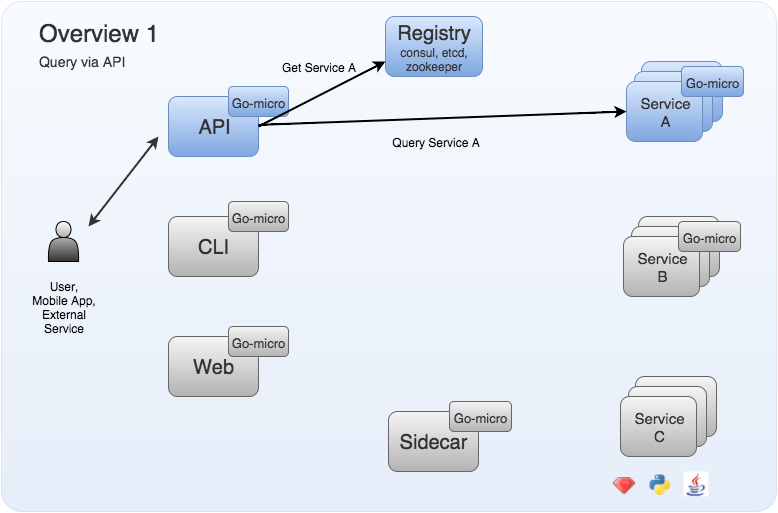 Overview 1
Query via API
Registry
consul, etcd,
zookeeper
Get Service A
Go-micro
API
Query Service A
Go-micro
Service
A
Go-micro
CLI
User,
Mobile App,
External
Service
Go-micro
Service
B
Go-micro
Web
Go-micro
Sidecar
Service
C